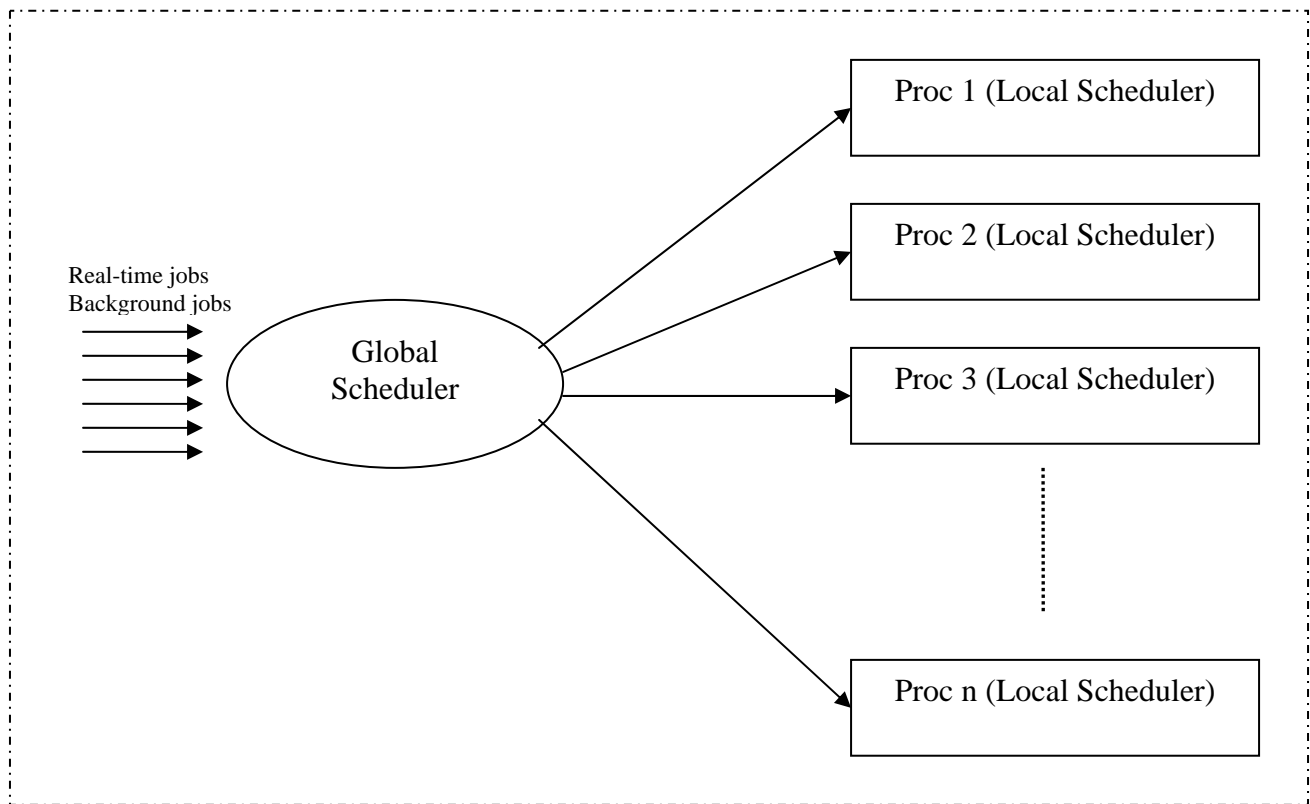 Real-time jobs
Background jobs
Global
Scheduler
Proc 1 (Local Scheduler)
Proc 2 (Local Scheduler)
Proc 3 (Local Scheduler)
Proc n (Local Scheduler)